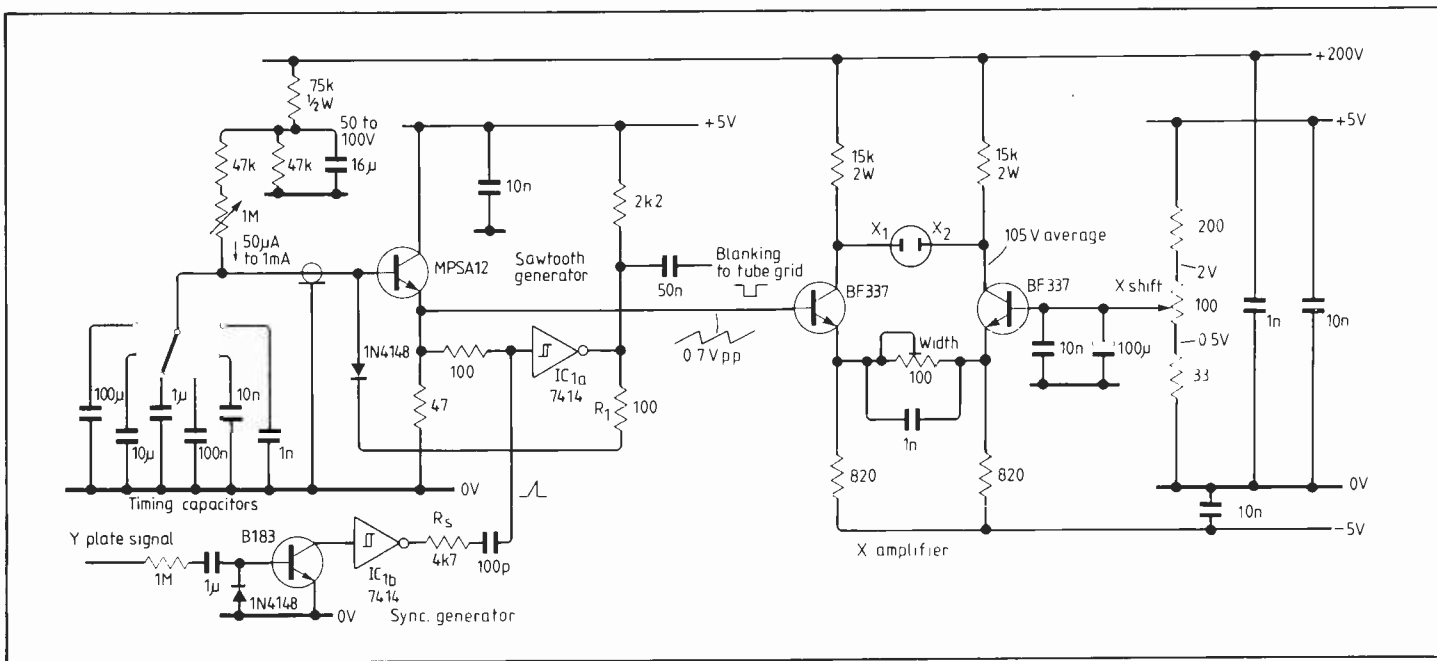 +200V
75k
½W
50 to
100V
47k
47k
16µ
1M
50µA
to 1mA
+5V
10n
2k2
MPSA12
Sawtooth
generator
50n
Blanking
to tube grid
1N4148
100
IC1a
7414
47
R1
100
0.7Vpp
100µ
10µ
1µ
100n
10n
1n
Timing capacitors
0V
Y plate signal
1M
1µ
B183
1N4148
0V
IC1b
7414
Rs
4k7
100p
Sync. generator
15k
2W
15k
2W
X1
X2
105V average
BF337
BF337
Width
100
1n
820
820
X amplifier
X shift
10n
100µ
+5V
200
2V
100
0.5V
33
1n
10n
0V
10n
−5V